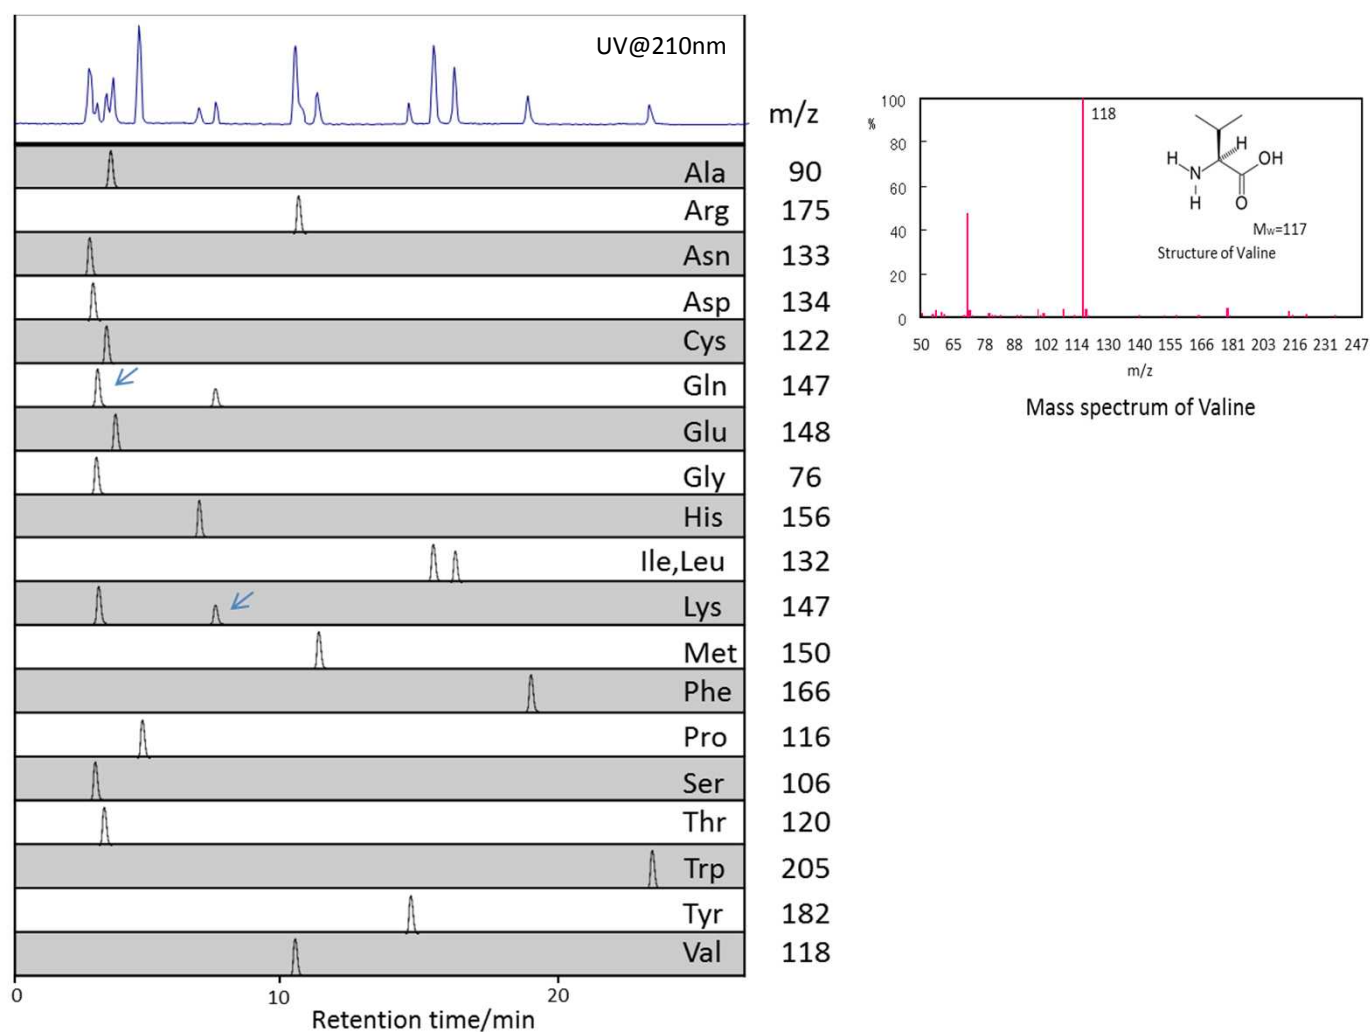 UV@210nm
m/z
Ala 90
Arg 175
Asn 133
Asp 134
Cys 122
Gln 147
Glu 148
Gly 76
His 156
Ile,Leu 132
Lys 147
Met 150
Phe 166
Pro 116
Ser 106
Thr 120
Trp 205
Tyr 182
Val 118
0 10 20
Retention time/min
100
%
80
60
40
20
0
118
H H OH
N
H O
Mw=117
Structure of Valine
50 65 78 88 102 114 130 140 155 166 181 203 216 231 247
m/z
Mass spectrum of Valine